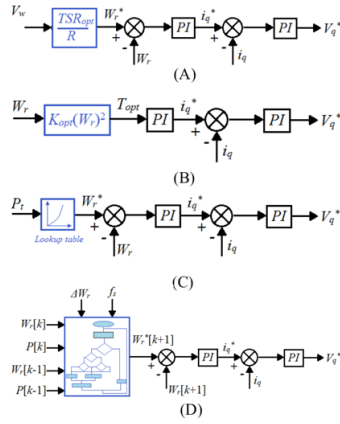 V_w
TSR_opt
R
W_r*
+
-
W_r
PI
i_q*
+
-
i_q
PI
V_q*
(A)
W_r
K_opt(W_r)²
T_opt
PI
i_q*
+
-
i_q
PI
V_q*
(B)
P_t
Lookup table
W_r*
+
-
W_r
PI
i_q*
+
-
i_q
PI
V_q*
(C)
ΔW_r
f_s
W_r[k]
P[k]
W_r[k-1]
P[k-1]
W_r*[k+1]
+
-
W_r[k+1]
PI
i_q*
+
-
i_q
PI
V_q*
(D)